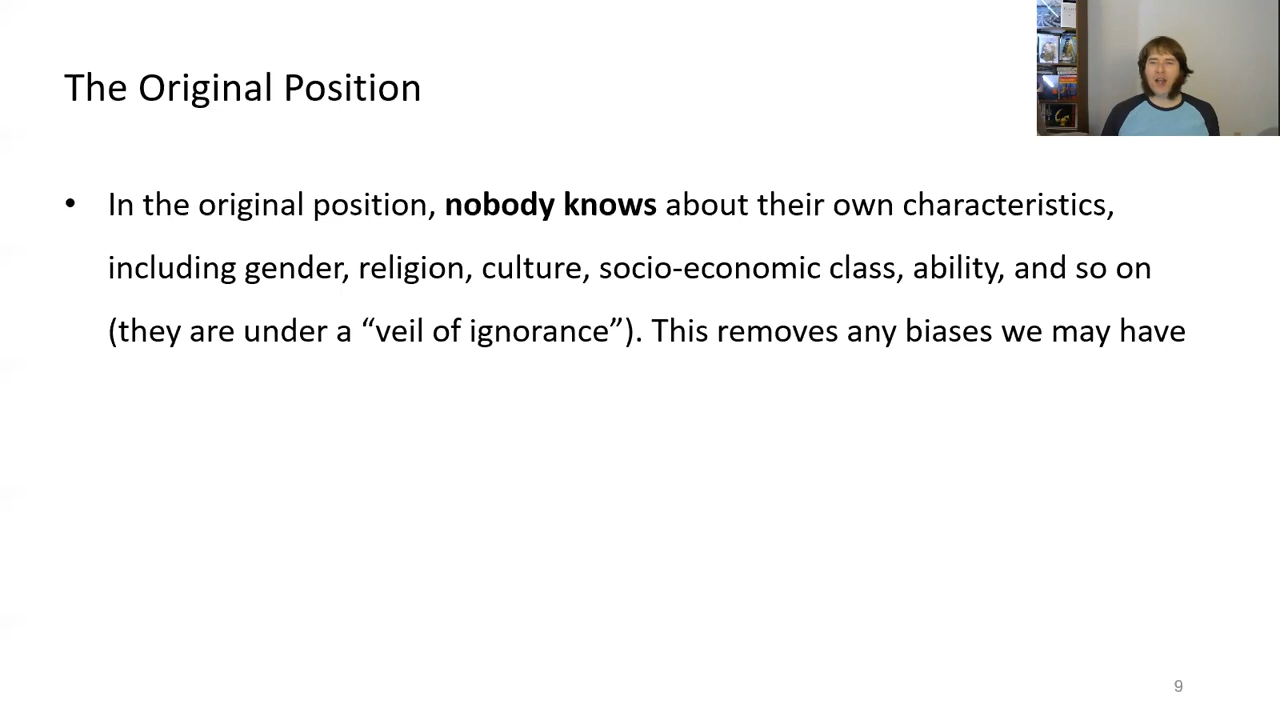 The Original Position
• In the original position, nobody knows about their own characteristics,
including gender, religion, culture, socio-economic class, ability, and so on
(they are under a “veil of ignorance”). This removes any biases we may have
9